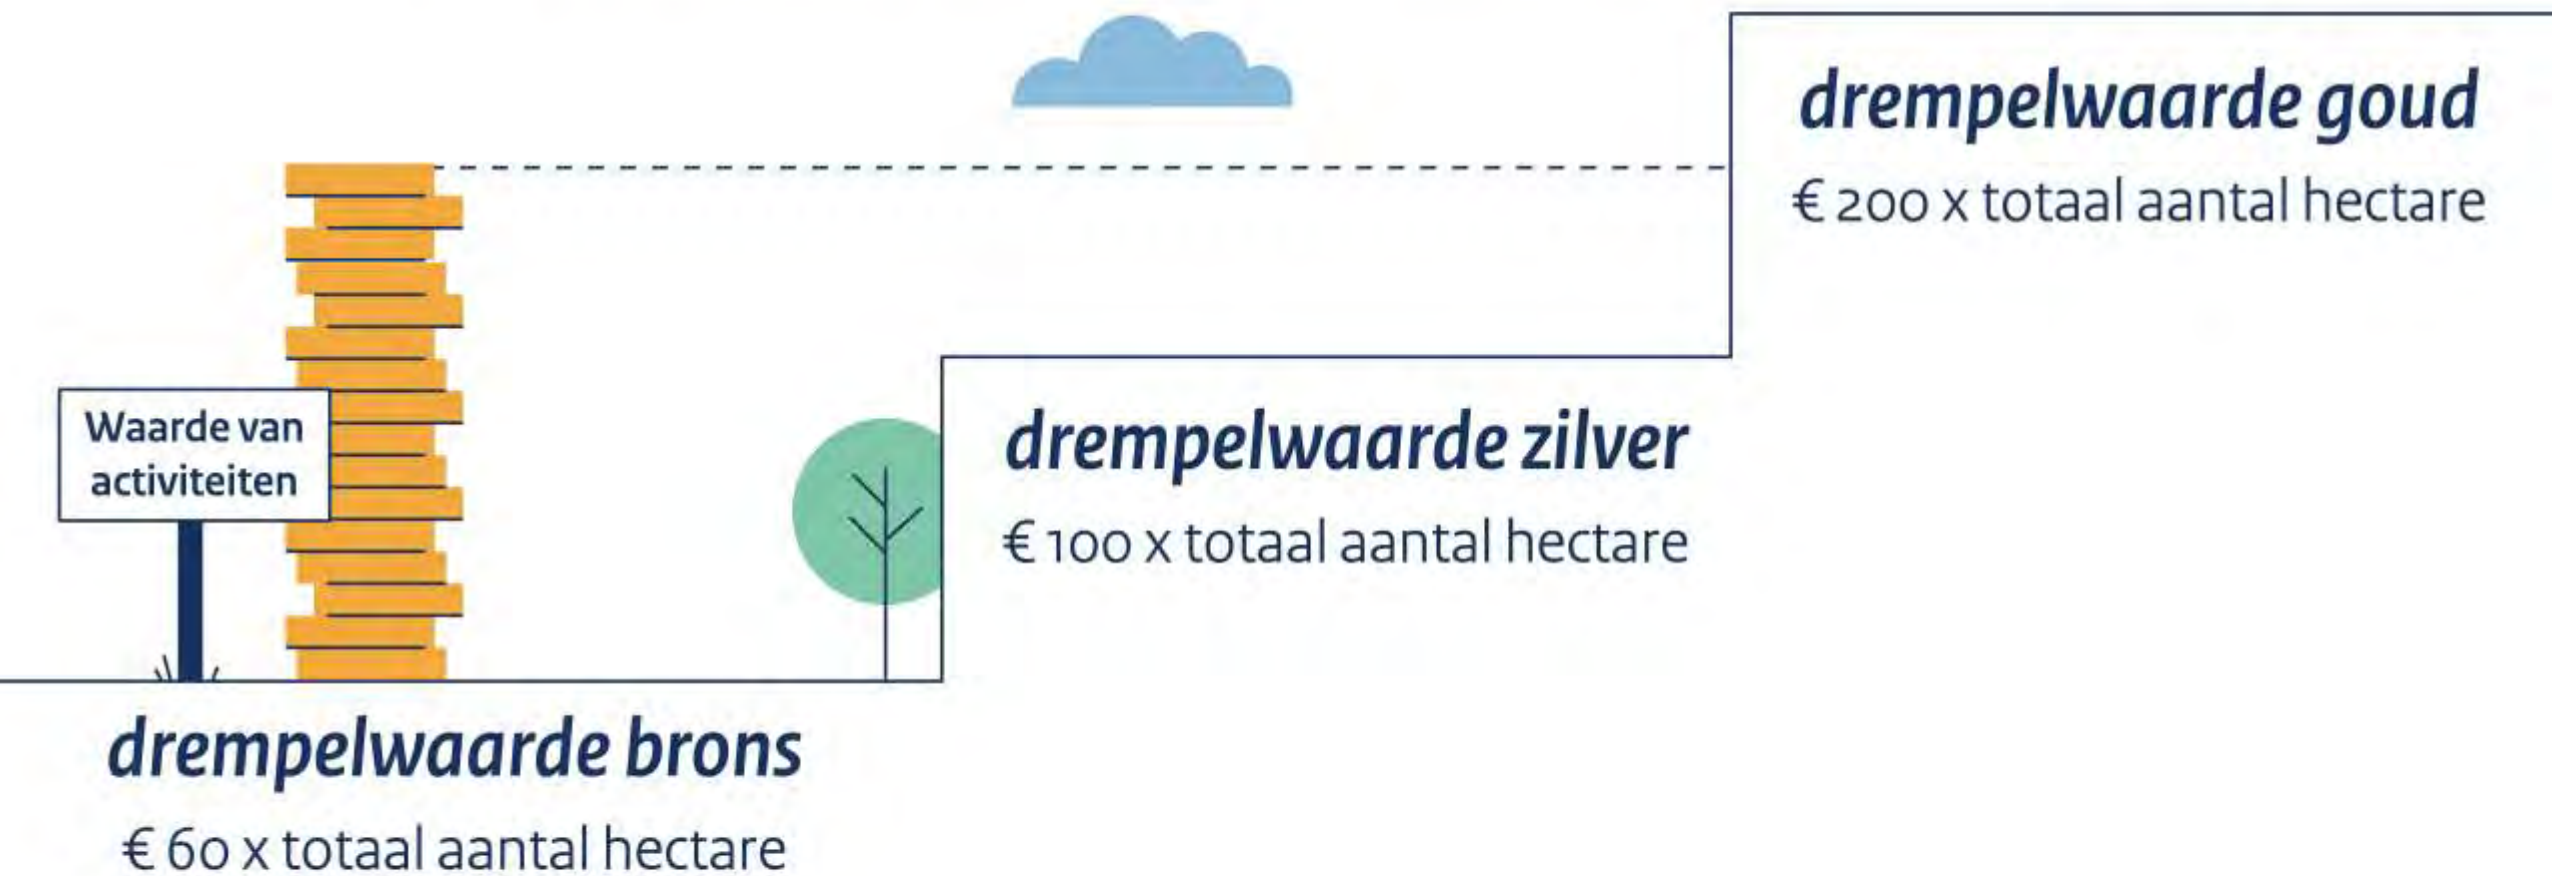 drempelwaarde goud
€ 200 x totaal aantal hectare
Waarde van
activiteiten
drempelwaarde zilver
€ 100 x totaal aantal hectare
drempelwaarde brons
€ 60 x totaal aantal hectare